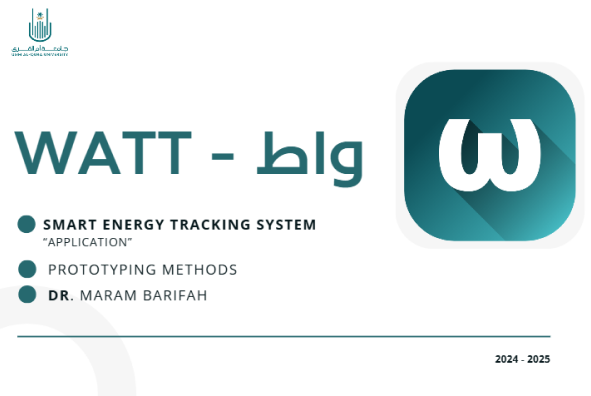 جامعة أم القرى
UMM AL-QURA UNIVERSITY
WATT - واط
ω
SMART ENERGY TRACKING SYSTEM
“APPLICATION”
PROTOTYPING METHODS
DR. MARAM BARIFAH
2024 - 2025